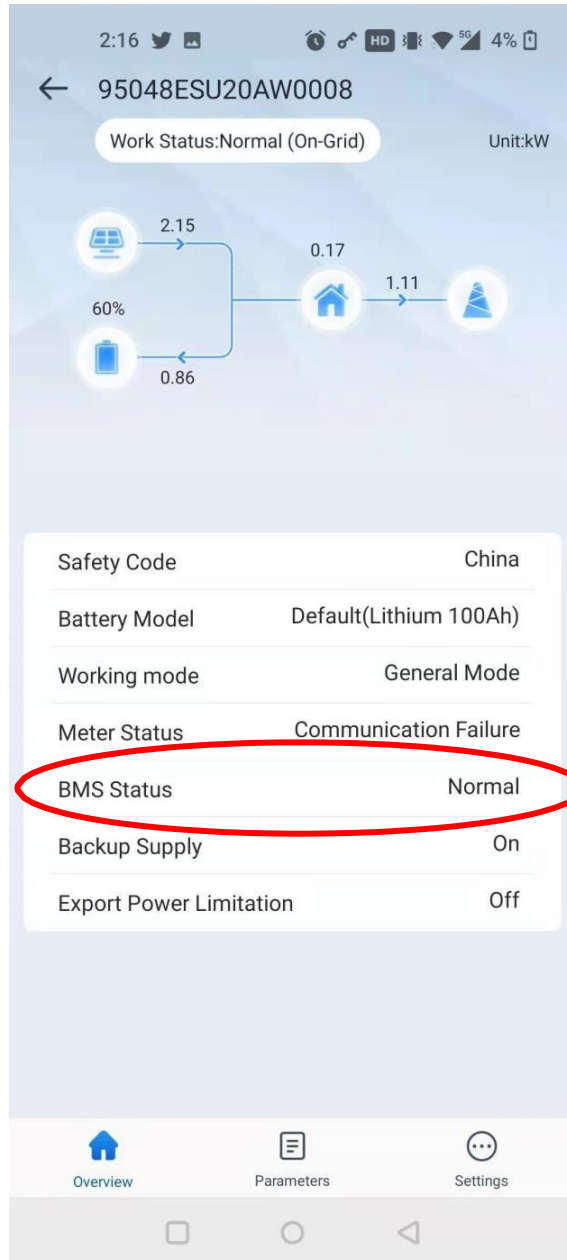 2:16 HD 5G 4%
95048ESU20AW0008
Work Status:Normal (On-Grid) Unit:kW
2.15
0.17
1.11
60%
0.86
Safety Code China
Battery Model Default(Lithium 100Ah)
Working mode General Mode
Meter Status Communication Failure
BMS Status Normal
Backup Supply On
Export Power Limitation Off
Overview Parameters Settings